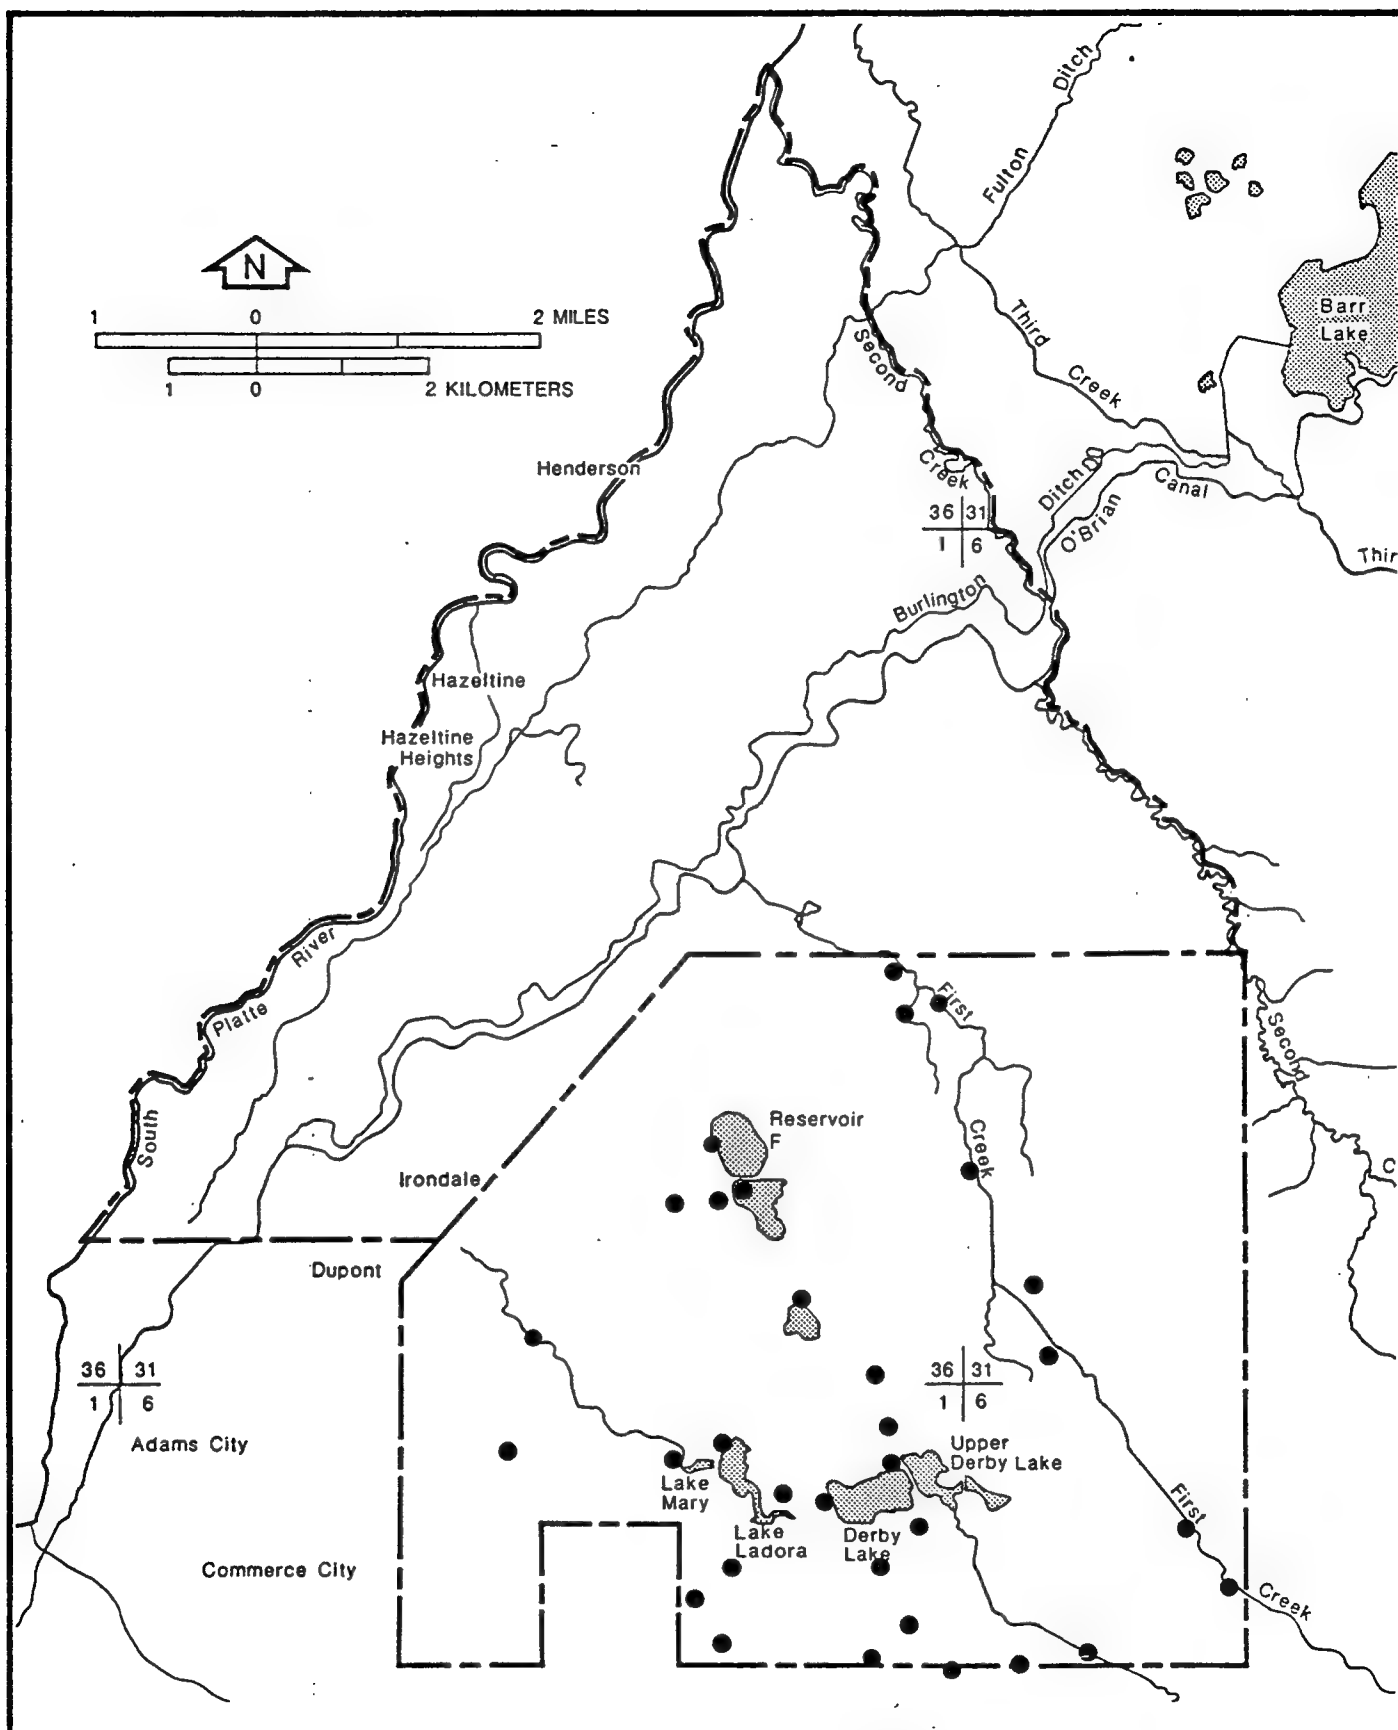 Ditch
Fulton
N
1 0 2 MILES
1 0 2 KILOMETERS
Barr
Lake
Third
Creek
Second
Creek
Henderson
Ditch
O'Brian
Canal
36 31
1 6
Third
Burlington
Hazeltine
Hazeltine
Heights
River
Platte
South
First
Creek
Second
C
Reservoir
F
Irondale
Dupont
36 31
1 6
Adams City
36 31
1 6
Upper
Derby Lake
Lake
Mary
Lake
Ladora
Derby
Lake
Commerce City
First
Creek